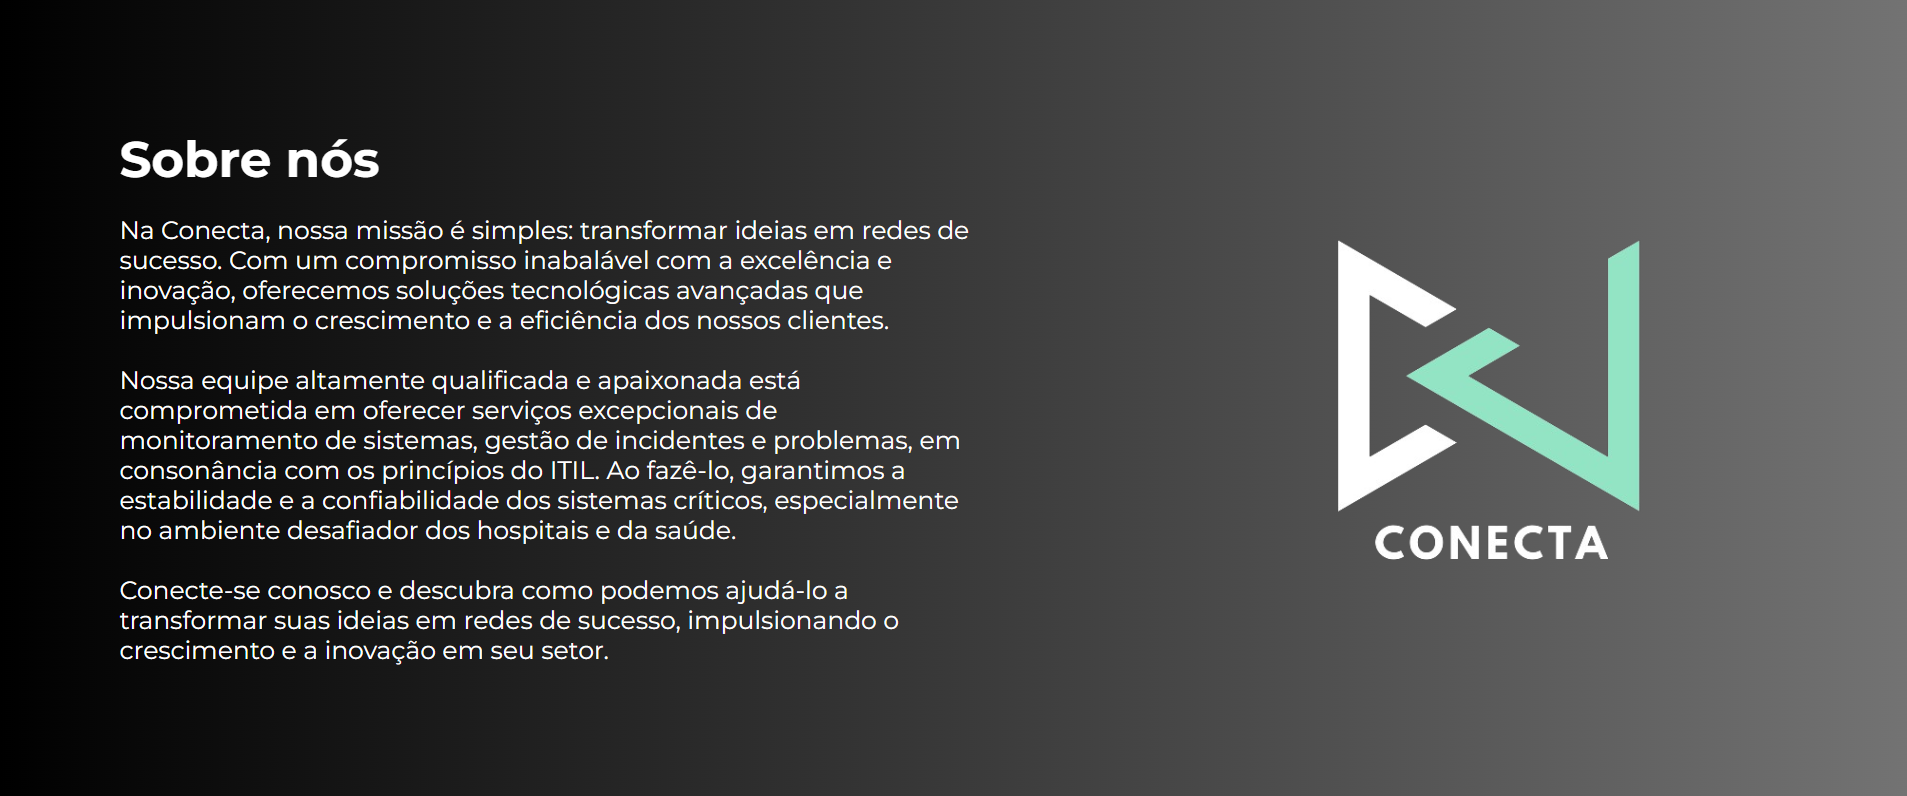 Sobre nós
Na Conecta, nossa missão é simples: transformar ideias em redes de
sucesso. Com um compromisso inabalável com a excelência e
inovação, oferecemos soluções tecnológicas avançadas que
impulsionam o crescimento e a eficiência dos nossos clientes.
Nossa equipe altamente qualificada e apaixonada está
comprometida em oferecer serviços excepcionais de
monitoramento de sistemas, gestão de incidentes e problemas, em
consonância com os princípios do ITIL. Ao fazê-lo, garantimos a
estabilidade e a confiabilidade dos sistemas críticos, especialmente
no ambiente desafiador dos hospitais e da saúde.
Conecte-se conosco e descubra como podemos ajudá-lo a
transformar suas ideias em redes de sucesso, impulsionando o
crescimento e a inovação em seu setor.
CONECTA